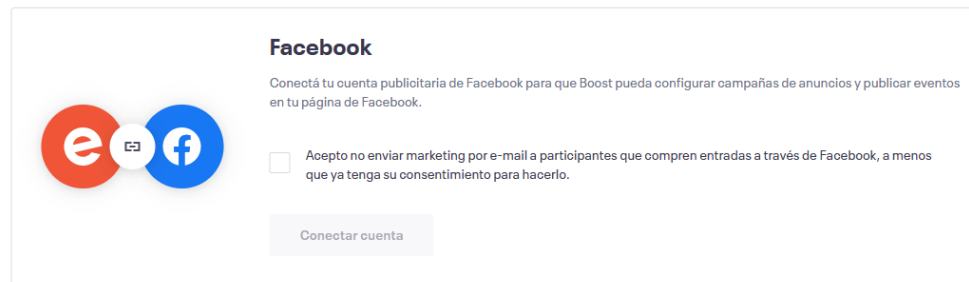 Facebook
Conectá tu cuenta publicitaria de Facebook para que Boost pueda configurar campañas de anuncios y publicar eventos
en tu página de Facebook.
Acepto no enviar marketing por e-mail a participantes que compren entradas a través de Facebook, a menos
que ya tenga su consentimiento para hacerlo.
Conectar cuenta